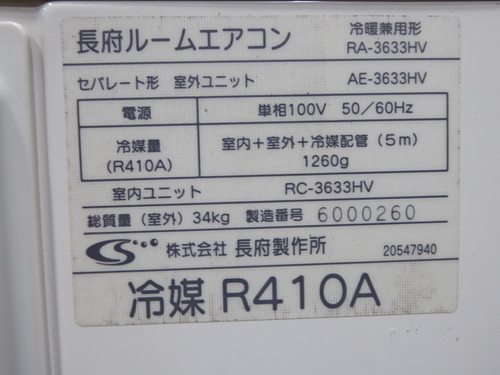 長府ルームエアコン 冷暖兼用形
RA-3633HV
セパレート形 室外ユニット AE-3633HV
電源 単相100V 50/60Hz
冷媒量 室内+室外+冷媒配管(5m)
(R410A) 1260g
室内ユニット RC-3633HV
総質量(室外)34kg 製造番号 6000260
株式会社 長府製作所 20547940
冷媒 R410A